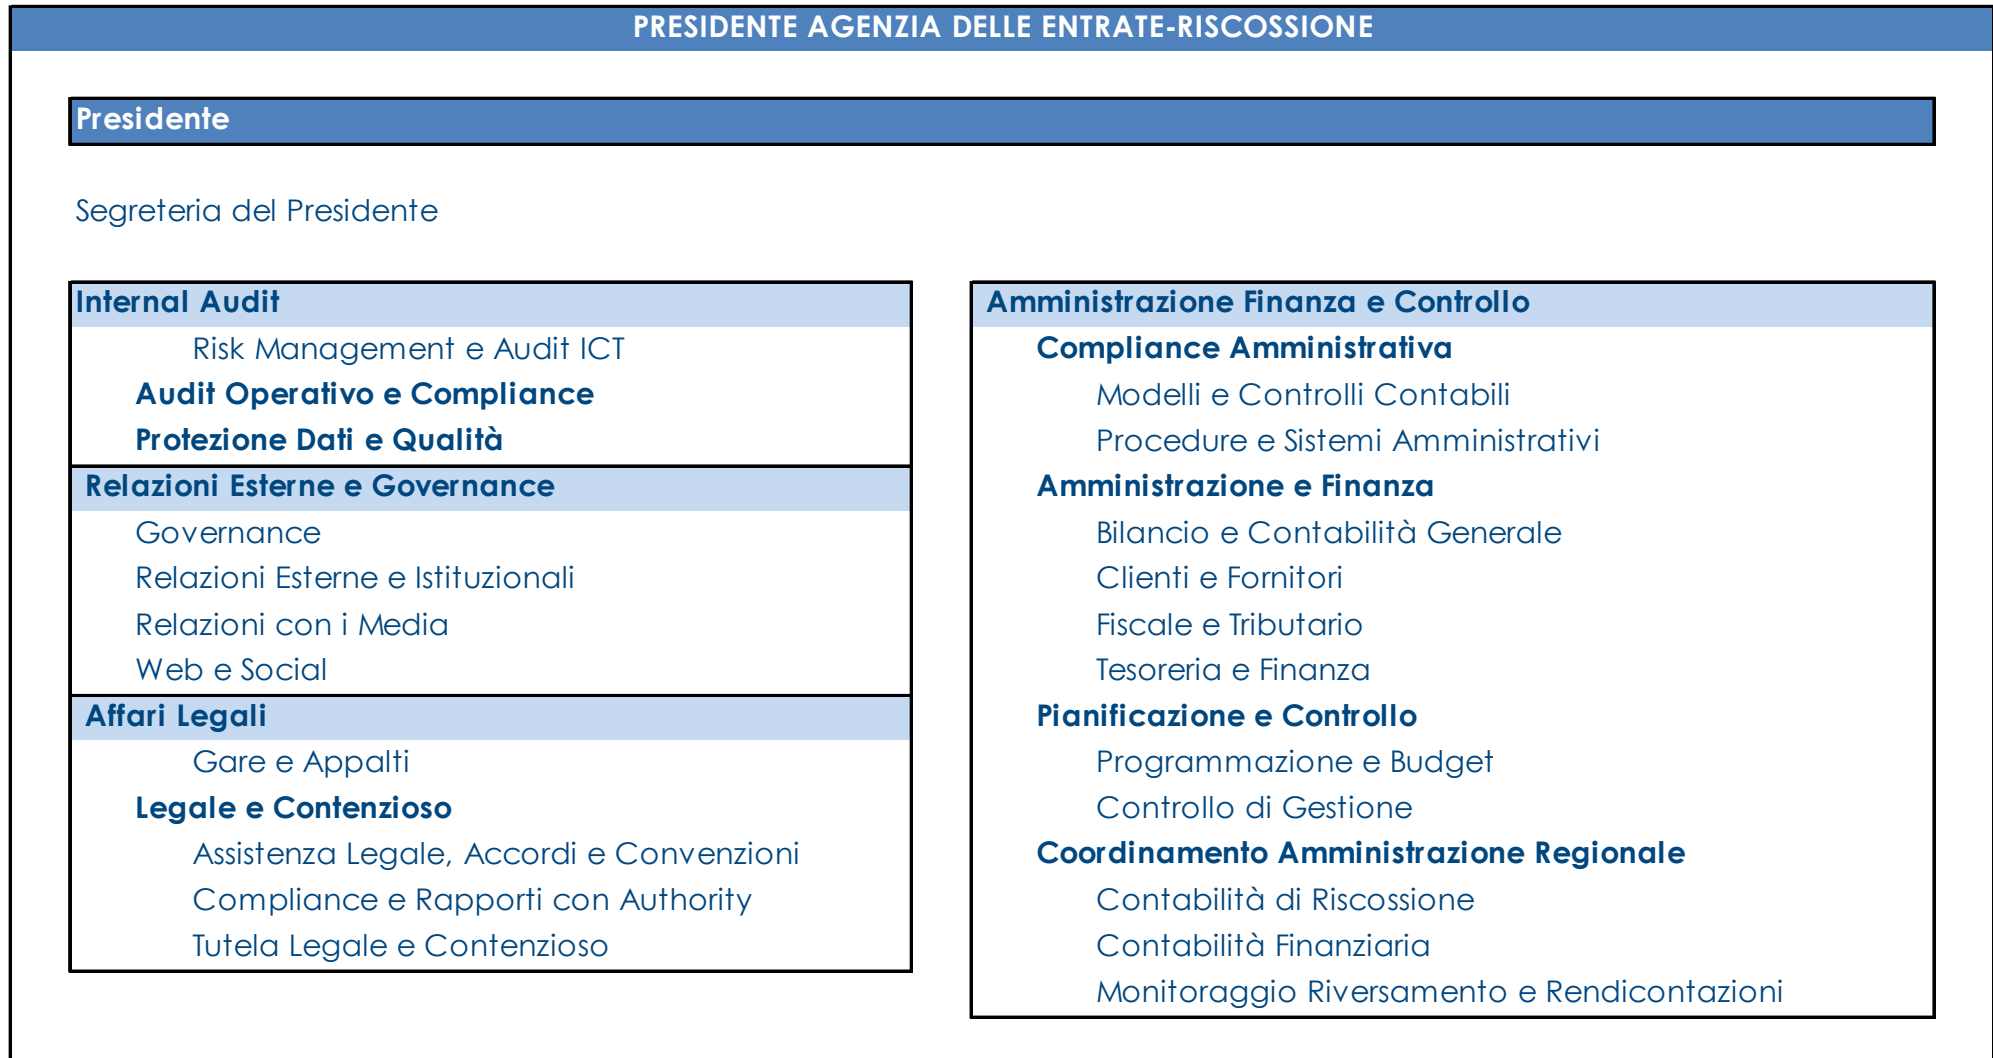 PRESIDENTE AGENZIA DELLE ENTRATE-RISCOSSIONE
Presidente
Segreteria del Presidente
Internal Audit
Risk Management e Audit ICT
Audit Operativo e Compliance
Protezione Dati e Qualità
Relazioni Esterne e Governance
Governance
Relazioni Esterne e Istituzionali
Relazioni con i Media
Web e Social
Affari Legali
Gare e Appalti
Legale e Contenzioso
Assistenza Legale, Accordi e Convenzioni
Compliance e Rapporti con Authority
Tutela Legale e Contenzioso
Amministrazione Finanza e Controllo
Compliance Amministrativa
Modelli e Controlli Contabili
Procedure e Sistemi Amministrativi
Amministrazione e Finanza
Bilancio e Contabilità Generale
Clienti e Fornitori
Fiscale e Tributario
Tesoreria e Finanza
Pianificazione e Controllo
Programmazione e Budget
Controllo di Gestione
Coordinamento Amministrazione Regionale
Contabilità di Riscossione
Contabilità Finanziaria
Monitoraggio Riversamento e Rendicontazioni